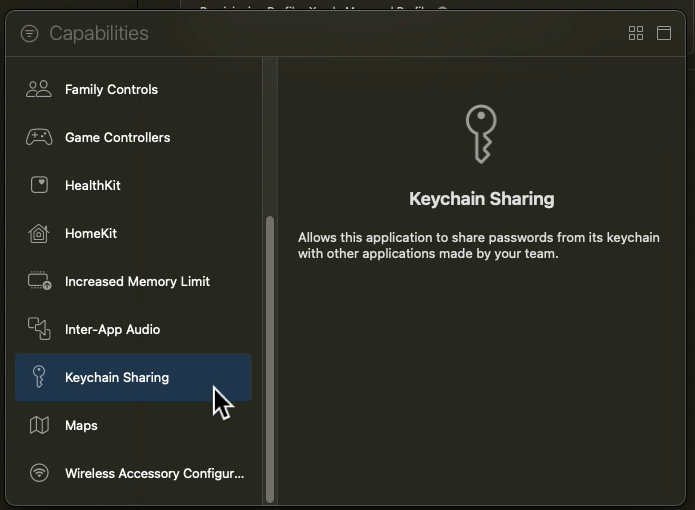 Capabilities
Family Controls
Game Controllers
HealthKit
HomeKit
Increased Memory Limit
Inter-App Audio
Keychain Sharing
Maps
Wireless Accessory Configur...
Keychain Sharing
Allows this application to share passwords from its keychain
with other applications made by your team.